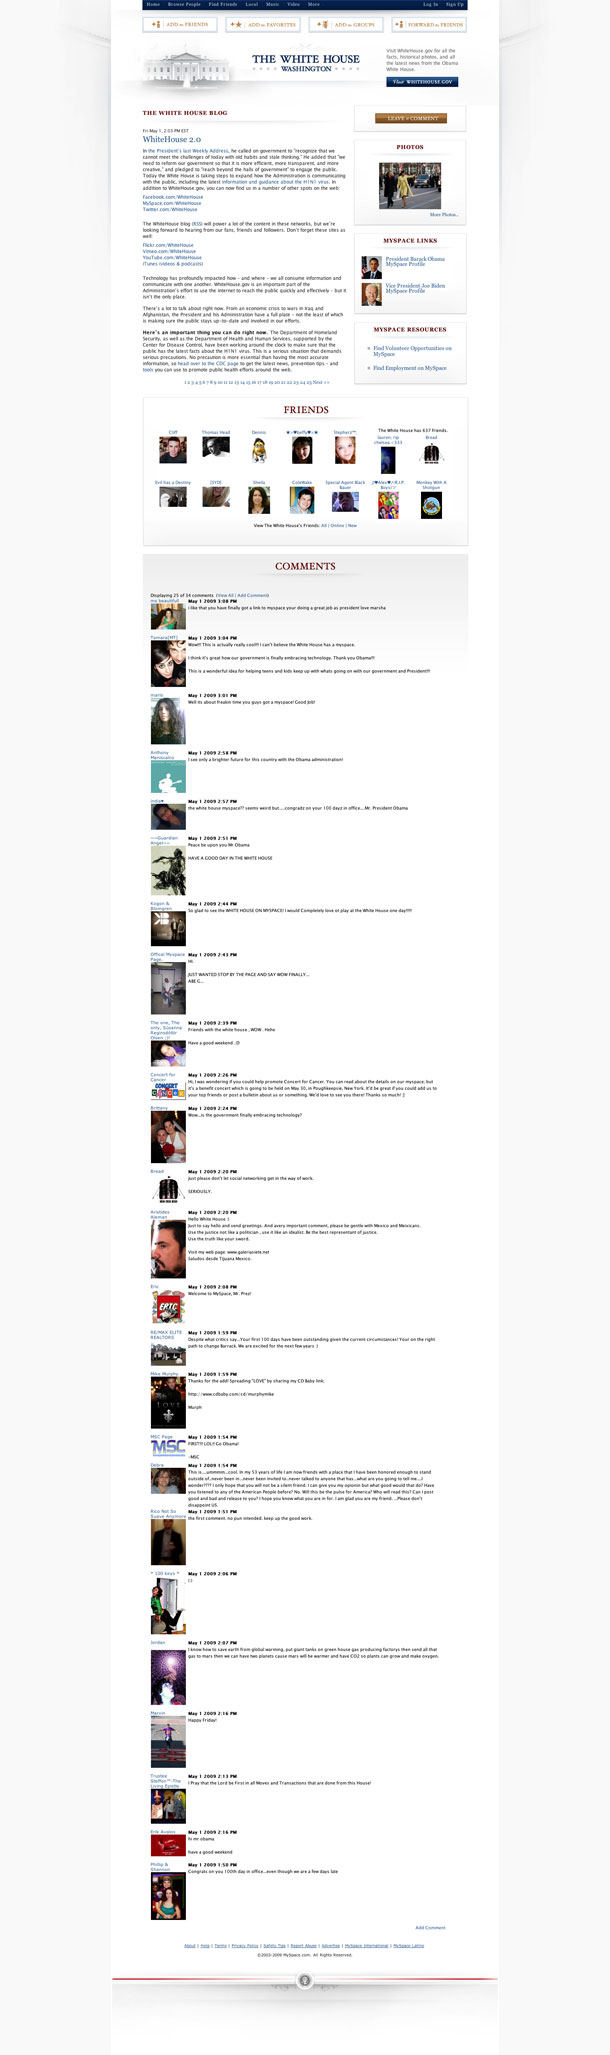 Home Browse People Find Friends Local Music Video More Log In Sign Up
ADD to FRIENDS ADD to FAVORITES ADD to GROUPS FORWARD to FRIENDS
THE WHITE HOUSE
WASHINGTON
Visit WhiteHouse.gov for all the
facts, historical photos, and all
the latest news from the Obama
White House.
Visit WHITEHOUSE.GOV
THE WHITE HOUSE BLOG
Fri May 1, 2:03 PM EST
WhiteHouse 2.0
In the President's last Weekly Address, he called on government to "recognize that we
cannot meet the challenges of today with old habits and stale thinking." He added that "we
need to reform our government so that it is more efficient, more transparent, and more
creative," and pledged to "reach beyond the halls of government" to engage the public.
Today the White House is taking steps to expand how the Administration is communicating
with the public, including the latest information and guidance about the H1N1 virus. In
addition to WhiteHouse.gov, you can now find us in a number of other spots on the web:
Facebook.com/WhiteHouse
MySpace.com/WhiteHouse
Twitter.com/WhiteHouse
The WhiteHouse blog (RSS) will power a lot of the content in these networks, but we're
looking forward to hearing from our fans, friends and followers. Don't forget these sites as
well:
Flickr.com/WhiteHouse
Vimeo.com/WhiteHouse
YouTube.com/WhiteHouse
iTunes (videos & podcasts)
Technology has profoundly impacted how - and where - we all consume information and
communicate with one another. WhiteHouse.gov is an important part of the
Administration's effort to use the internet to reach the public quickly and effectively - but it
isn't the only place.
There's a lot to talk about right now. From an economic crisis to wars in Iraq and
Afghanistan, the President and his Administration have a full plate - not the least of which
is making sure the public stays up-to-date and involved in our efforts.
Here's an important thing you can do right now. The Department of Homeland
Security, as well as the Department of Health and Human Services, supported by the
Center for Disease Control, have been working around the clock to make sure that the
public has the latest facts about the H1N1 virus. This is a serious situation that demands
serious precautions. No precaution is more essential than having the most accurate
information, so head over to the CDC page to get the latest news, prevention tips - and
tools you can use to promote public health efforts around the web.
1 2 3 4 5 6 7 8 9 10 11 12 13 14 15 16 17 18 19 20 21 22 23 24 25 Next >>
LEAVE a COMMENT
PHOTOS
More Photos...
MYSPACE LINKS
President Barack Obama
MySpace Profile
Vice President Joe Biden
MySpace Profile
MYSPACE RESOURCES
Find Volunteer Opportunities on
MySpace
Find Employment on MySpace
FRIENDS
The White House has 637 friends.
Cliff Thomas Head Dennis Bread
Evil has a Destiny [SYD] Sheila ColeWake Special Agent Back Bauer Monkey With A Shotgun
View The White House's Friends: All | Online | New
COMMENTS
Displaying 25 of 34 comments (View All | Add Comment)
my beautifull
May 1 2009 3:08 PM
i like that you have finally got a link to myspace your doing a great job as president love marsha
Tamara(MT)
May 1 2009 3:04 PM
Wow!!! This is actually really cool!!! I can't believe the White House has a myspace.
I think it's great how our government is finally embracing technology. Thank you Obama!!!
This is a wonderful idea for helping teens and kids keep up with whats going on with our government and President!!!
May 1 2009 3:01 PM
Well its about freakin time you guys got a myspace! Good Job!!
Anthony
May 1 2009 2:58 PM
I see only a brighter future for this country with the Obama administration!
May 1 2009 2:57 PM
the white house myspace?? seems weird but.....congradz on your 100 dayz in office....Mr. President Obama
~~Guardian
Angel~~
May 1 2009 2:51 PM
Peace be upon you Mr Obama
HAVE A GOOD DAY IN THE WHITE HOUSE
Kogon &
Blomgren
May 1 2009 2:44 PM
So glad to see the WHITE HOUSE ON MYSPACE! I would Completely love ot play at the White House one day!!!!!
Offical Myspace
Page.
May 1 2009 2:43 PM
Hi.
JUST WANTED STOP BY THE PAGE AND SAY WOW FINALLY....
ABE G...
The one, The
only, Susanna
May 1 2009 2:39 PM
Friends with the white house , WOW . Hehe
Have a good weekend :D
Concert for
Cancer
May 1 2009 2:26 PM
Hi, I was wondering if you could help promote Concert for Cancer. You can read about the details on our myspace, but
it's a benefit concert which is going to be held on May 30, in Poughkeepsie, New York. It'd be great if you could add us to
your top friends or post a bulletin about us or something. We'd love to see you there! Thanks so much! :]
CONCERT
Brittany
May 1 2009 2:24 PM
Wow...is the government finally embracing technology?
Bread
May 1 2009 2:20 PM
Just please don't let social networking get in the way of work.
SERIOUSLY.
Aristides
Aleman
May 1 2009 2:20 PM
Hello White House :)
Just to say hello and send greetings. And avery important comment, please be gentle with Mexico and Mexicans.
Use the justice not like a politician , use it like an idealist. Be the best representant of justice.
Use the truth like your sword.
Visit my web page: www.galeriasiete.net
Saludos desde Tijuana Mexico.
Eric
May 1 2009 2:08 PM
Welcome to MySpace, Mr. Prez!
ERIC
RE/MAX ELITE
REALTORS
May 1 2009 1:59 PM
Despite what critics say...Your first 100 days have been outstanding given the current circumstances! Your on the right
path to change Barrack. We are excited for the next few years :)
Mike Murphy
May 1 2009 1:59 PM
Thanks for the add! Spreading "LOVE" by sharing my CD Baby link.
http://www.cdbaby.com/cd/murphymike
Murph
LOVE
MSC Page
May 1 2009 1:54 PM
FIRST!! LOL!! Go Obama!
-MSC
MSC
Debra
May 1 2009 1:54 PM
This is....ummmm...cool. In my 53 years of life I am now friends with a place that I have been honored enough to stand
outside of..never been in...never been invited to..never talked to anyone that has...what are you going to tell me....I
wonder???? I only hope that you will not be a silent friend. I can give you my opionin but what good would that do? Have
you listened to any of the American People before? No. Will this be the pulse for America? Who will read this? Can I post
good and bad and release to you? I hope you know what you are in for. I am glad you are my friend. ...Please don't
disappoint US.
Rico Not So
Suave Anymore
May 1 2009 1:51 PM
the first comment. no pun intended. keep up the good work.
* 100 keys *
May 1 2009 2:06 PM
(:)
Jordan
May 1 2009 2:07 PM
I know how to save earth from global warming, put giant tanks on green house gas producing factorys then send all that
gas to mars then we can have two planets cause mars will be warmer and have CO2 so plants can grow and make oxygen.
Marvin
May 1 2009 2:16 PM
Happy Friday!
May 1 2009 2:13 PM
I Pray that the Lord be First in all Moves and Transactions that are done from this House!
Erik Avalos
May 1 2009 2:16 PM
hi mr obama
have a good weekend
Phillip &
Shannon
May 1 2009 1:50 PM
Congrats on you 100th day in office...even though we are a few days late
Add Comment
About | Help | Terms | Privacy Policy | Safety Tips | Report Abuse | Advertise | MySpace International | MySpace Latino
©2003-2009 MySpace.com. All Rights Reserved.